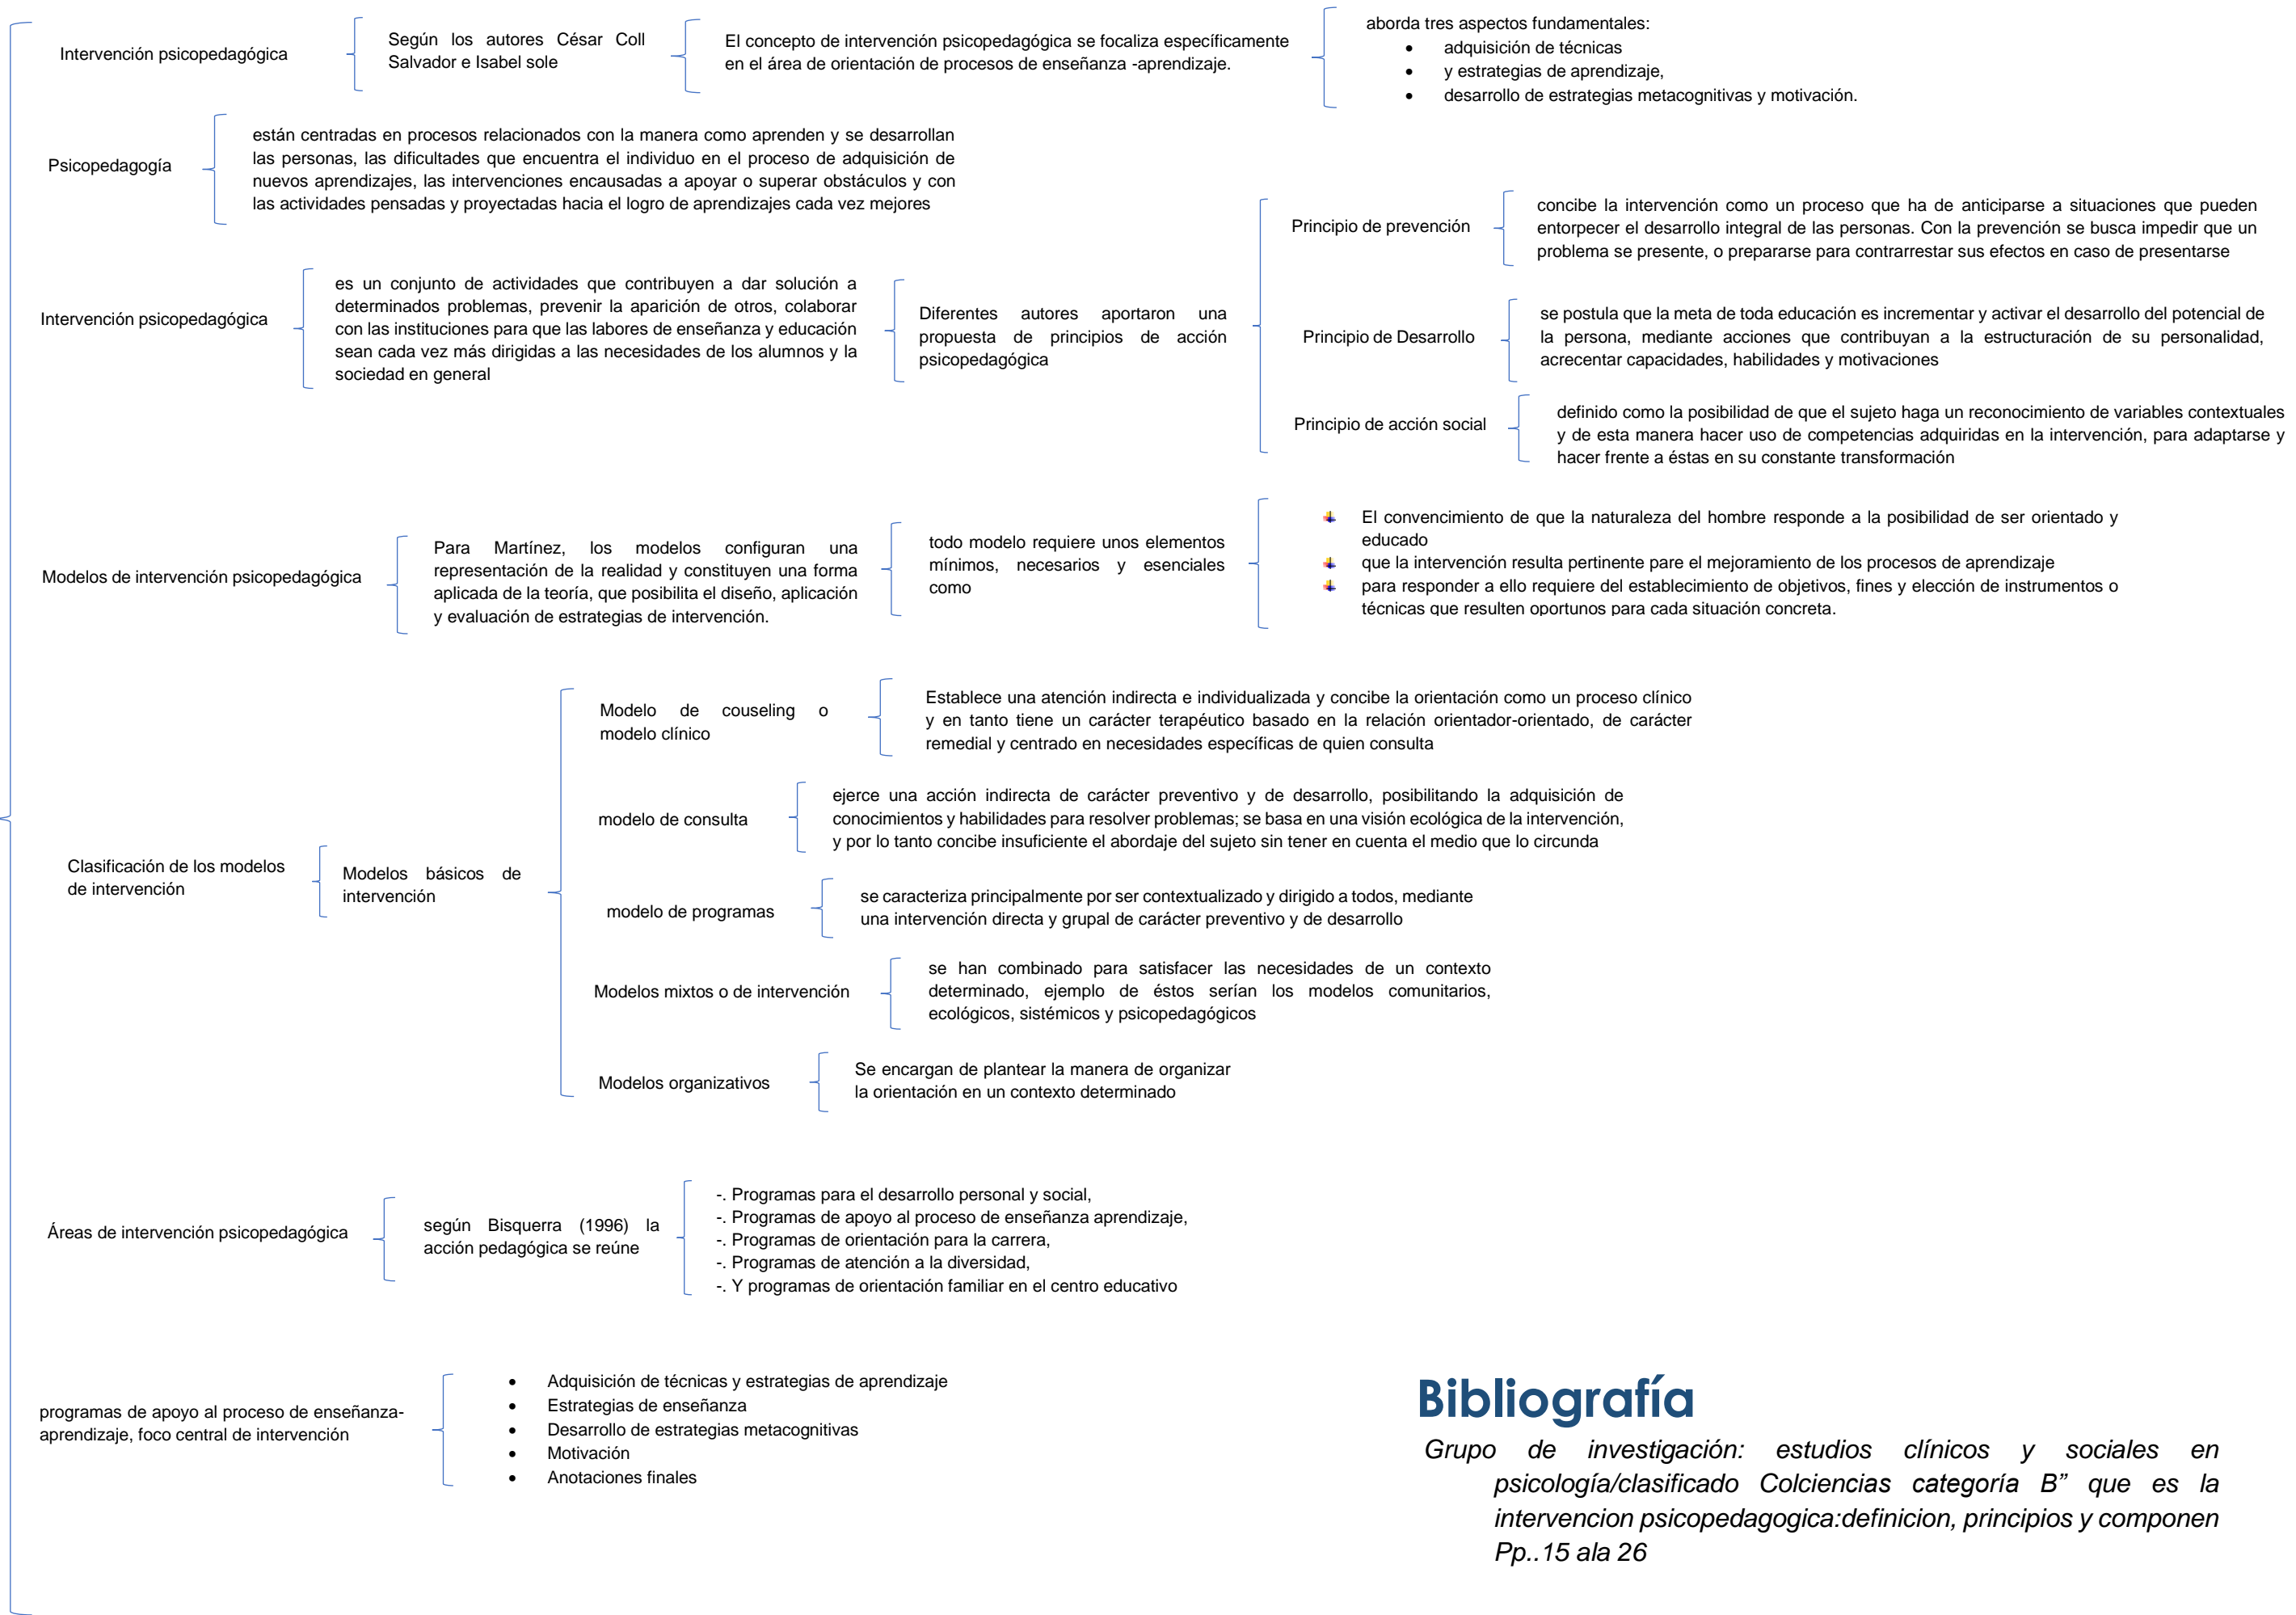 Intervención psicopedagógica
Según los autores César Coll
Salvador e Isabel sole
El concepto de intervención psicopedagógica se focaliza específicamente
en el área de orientación de procesos de enseñanza -aprendizaje.
aborda tres aspectos fundamentales:
• adquisición de técnicas
• y estrategias de aprendizaje,
• desarrollo de estrategias metacognitivas y motivación.
Psicopedagogía
están centradas en procesos relacionados con la manera como aprenden y se desarrollan
las personas, las dificultades que encuentra el individuo en el proceso de adquisición de
nuevos aprendizajes, las intervenciones encausadas a apoyar o superar obstáculos y con
las actividades pensadas y proyectadas hacia el logro de aprendizajes cada vez mejores
Intervención psicopedagógica
es un conjunto de actividades que contribuyen a dar solución a
determinados problemas, prevenir la aparición de otros, colaborar
con las instituciones para que las labores de enseñanza y educación
sean cada vez más dirigidas a las necesidades de los alumnos y la
sociedad en general
Diferentes autores aportaron una
propuesta de principios de acción
psicopedagógica
Principio de prevención
concibe la intervención como un proceso que ha de anticiparse a situaciones que pueden
entorpecer el desarrollo integral de las personas. Con la prevención se busca impedir que un
problema se presente, o prepararse para contrarrestar sus efectos en caso de presentarse
Principio de Desarrollo
se postula que la meta de toda educación es incrementar y activar el desarrollo del potencial de
la persona, mediante acciones que contribuyan a la estructuración de su personalidad,
acrecentar capacidades, habilidades y motivaciones
Principio de acción social
definido como la posibilidad de que el sujeto haga un reconocimiento de variables contextuales
y de esta manera hacer uso de competencias adquiridas en la intervención, para adaptarse y
hacer frente a éstas en su constante transformación
Modelos de intervención psicopedagógica
Para Martínez, los modelos configuran una
representación de la realidad y constituyen una forma
aplicada de la teoría, que posibilita el diseño, aplicación
y evaluación de estrategias de intervención.
todo modelo requiere unos elementos
mínimos, necesarios y esenciales
como
El convencimiento de que la naturaleza del hombre responde a la posibilidad de ser orientado y
educado
que la intervención resulta pertinente pare el mejoramiento de los procesos de aprendizaje
para responder a ello requiere del establecimiento de objetivos, fines y elección de instrumentos o
técnicas que resulten oportunos para cada situación concreta.
Clasificación de los modelos
de intervención
Modelos básicos de
intervención
Modelo de couseling o
modelo clínico
Establece una atención indirecta e individualizada y concibe la orientación como un proceso clínico
y en tanto tiene un carácter terapéutico basado en la relación orientador-orientado, de carácter
remedial y centrado en necesidades específicas de quien consulta
modelo de consulta
ejerce una acción indirecta de carácter preventivo y de desarrollo, posibilitando la adquisición de
conocimientos y habilidades para resolver problemas; se basa en una visión ecológica de la intervención,
y por lo tanto concibe insuficiente el abordaje del sujeto sin tener en cuenta el medio que lo circunda
modelo de programas
se caracteriza principalmente por ser contextualizado y dirigido a todos, mediante
una intervención directa y grupal de carácter preventivo y de desarrollo
Modelos mixtos o de intervención
se han combinado para satisfacer las necesidades de un contexto
determinado, ejemplo de éstos serían los modelos comunitarios,
ecológicos, sistémicos y psicopedagógicos
Modelos organizativos
Se encargan de plantear la manera de organizar
la orientación en un contexto determinado
Áreas de intervención psicopedagógica
según Bisquerra (1996) la
acción pedagógica se reúne
-. Programas para el desarrollo personal y social,
-. Programas de apoyo al proceso de enseñanza aprendizaje,
-. Programas de orientación para la carrera,
-. Programas de atención a la diversidad,
-. Y programas de orientación familiar en el centro educativo
programas de apoyo al proceso de enseñanza-
aprendizaje, foco central de intervención
• Adquisición de técnicas y estrategias de aprendizaje
• Estrategias de enseñanza
• Desarrollo de estrategias metacognitivas
• Motivación
• Anotaciones finales
Bibliografía
Grupo de investigación: estudios clínicos y sociales en
psicología/clasificado Colciencias categoría B” que es la
intervencion psicopedagogica:definicion, principios y componen
Pp..15 ala 26